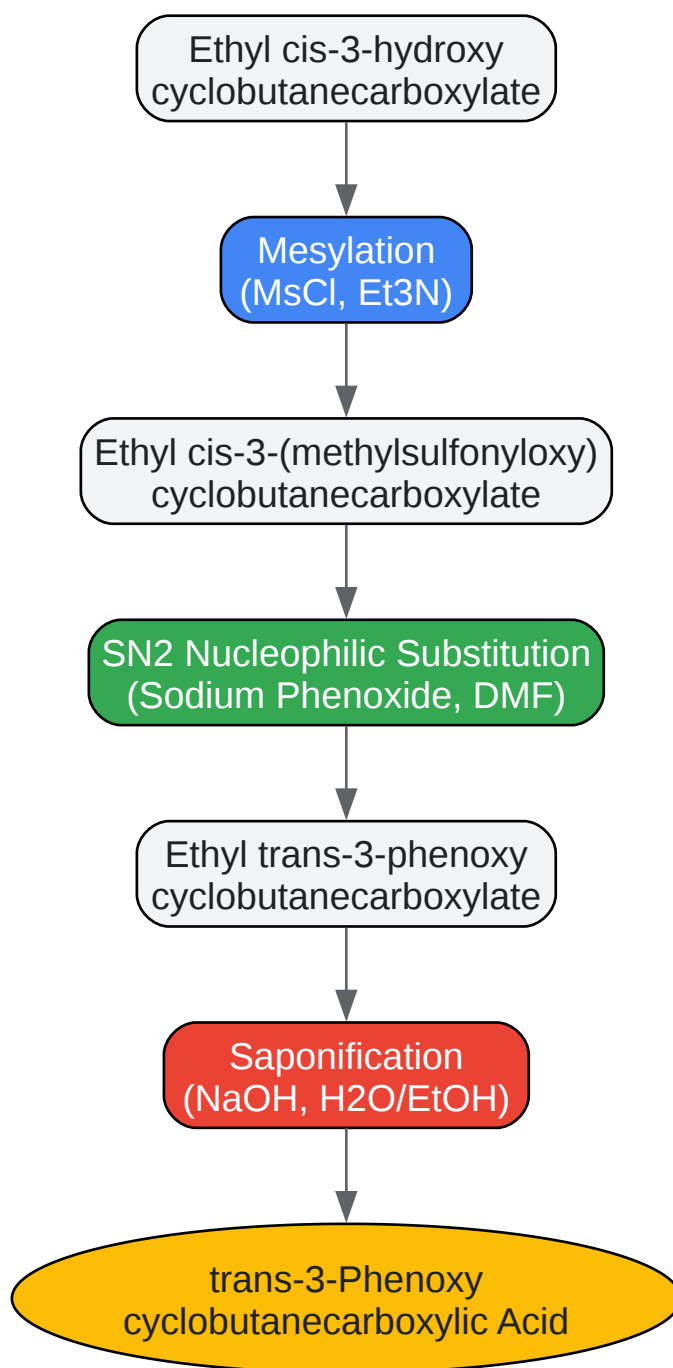 Ethyl cis-3-hydroxy
cyclobutanecarboxylate
Mesylation
(MsCl, Et3N)
Ethyl cis-3-(methylsulfonyloxy)
cyclobutanecarboxylate
SN2 Nucleophilic Substitution
(Sodium Phenoxide, DMF)
Ethyl trans-3-phenoxy
cyclobutanecarboxylate
Saponification
(NaOH, H2O/EtOH)
trans-3-Phenoxy
cyclobutanecarboxylic Acid